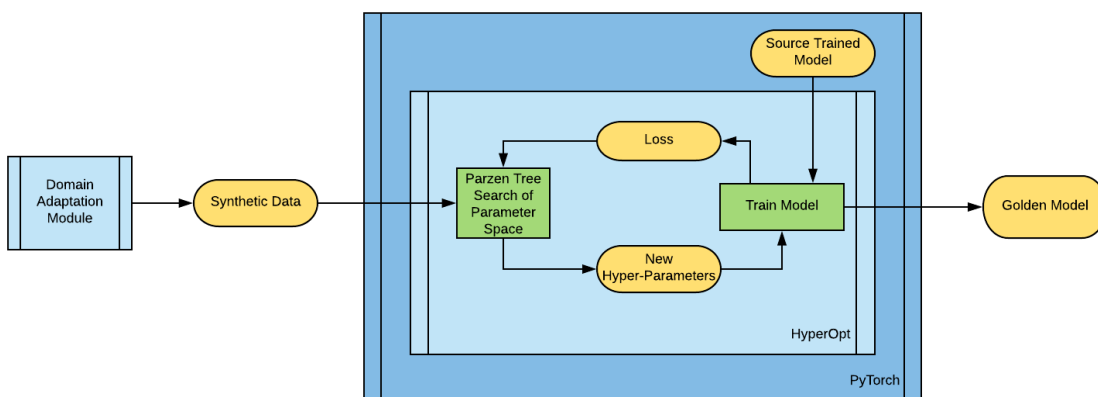 Source Trained
Model
Loss
Domain
Adaptation
Module
Synthetic Data
Parzen Tree
Search of
Parameter
Space
Train Model
Golden Model
New
Hyper-Parameters
HyperOpt
PyTorch